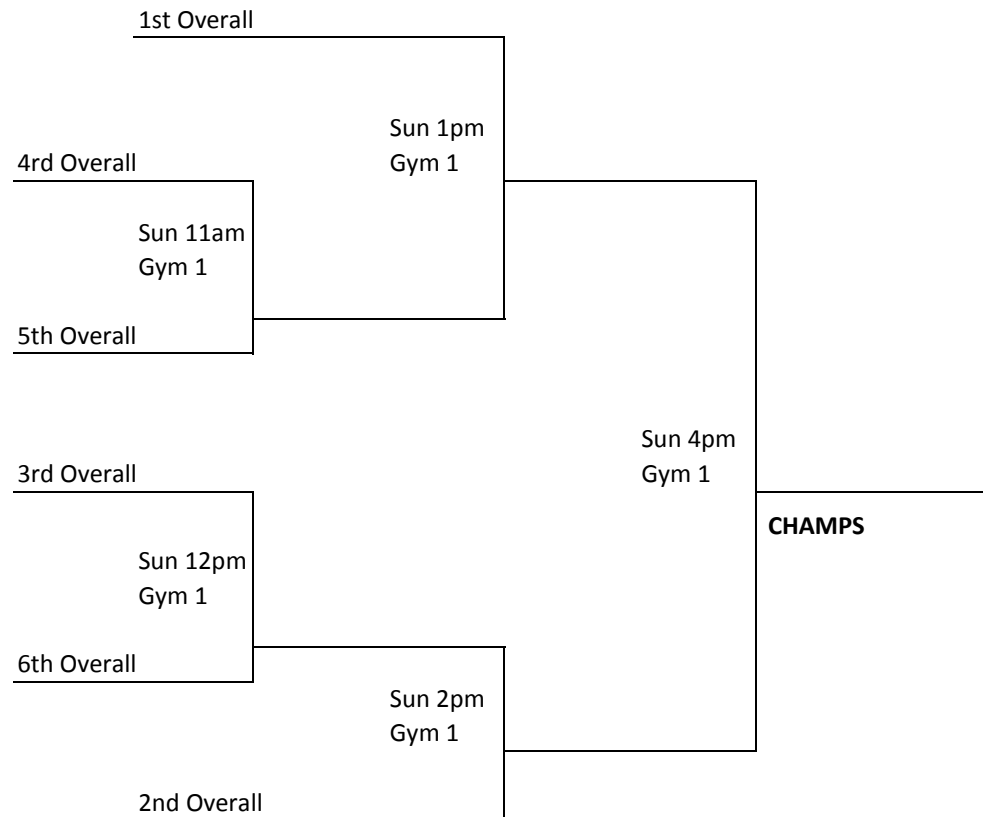 1st Overall
Sun 1pm
Gym 1
4rd Overall
Sun 11am
Gym 1
5th Overall
3rd Overall
Sun 4pm
Gym 1
CHAMPS
Sun 12pm
Gym 1
6th Overall
Sun 2pm
Gym 1
2nd Overall